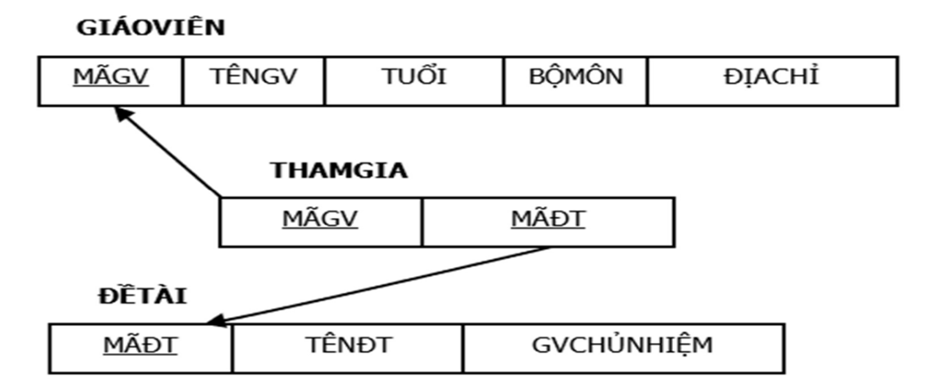 GIÁOVIÊN
MÃGV TÊNGV TUỔI BỘMÔN ĐỊACHỈ
THAMGIA
MÃGV MÃĐT
ĐỀTÀI
MÃĐT TÊNĐT GVCHỦNHIỆM